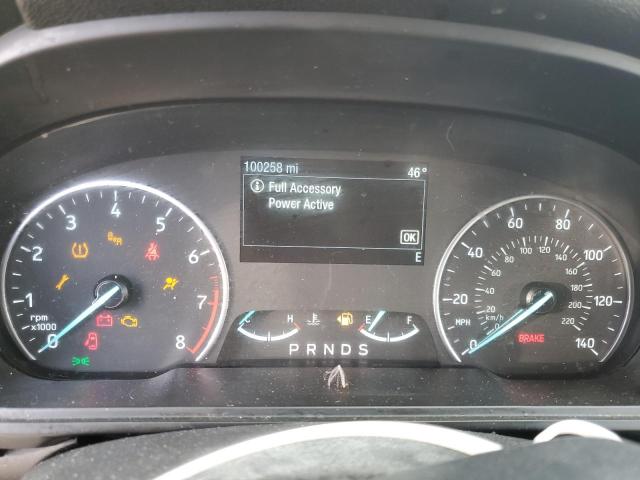 100258 mi 46°
Full Accessory
Power Active
OK
E
0 1 2 3 4 5 6 7 8
rpm
x1000
C H E F
P R N D S
0 20 40 60 80 100 120 140
MPH
km/h
0 20 40 60 80 100 120 140 160 180 200 220
BRAKE